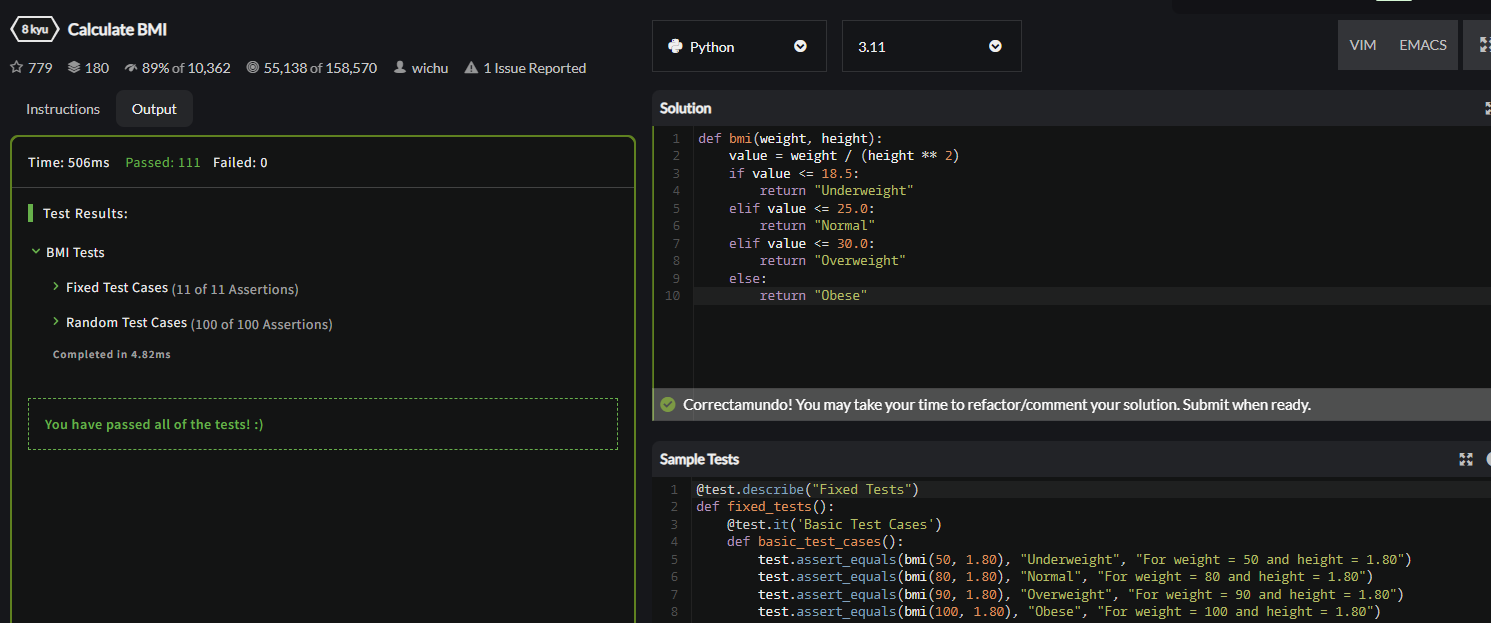 8 kyu Calculate BMI
779 180 89% of 10,362 55,138 of 158,570 wichu 1 Issue Reported
Instructions Output
Time: 506ms Passed: 111 Failed: 0
Test Results:
BMI Tests
Fixed Test Cases (11 of 11 Assertions)
Random Test Cases (100 of 100 Assertions)
Completed in 4.82ms
You have passed all of the tests! :)
Python 3.11 VIM EMACS
Solution
1 def bmi(weight, height):
2     value = weight / (height ** 2)
3     if value <= 18.5:
4         return "Underweight"
5     elif value <= 25.0:
6         return "Normal"
7     elif value <= 30.0:
8         return "Overweight"
9     else:
10         return "Obese"
Correctamundo! You may take your time to refactor/comment your solution. Submit when ready.
Sample Tests
1 @test.describe("Fixed Tests")
2 def fixed_tests():
3     @test.it('Basic Test Cases')
4     def basic_test_cases():
5         test.assert_equals(bmi(50, 1.80), "Underweight", "For weight = 50 and height = 1.80")
6         test.assert_equals(bmi(80, 1.80), "Normal", "For weight = 80 and height = 1.80")
7         test.assert_equals(bmi(90, 1.80), "Overweight", "For weight = 90 and height = 1.80")
8         test.assert_equals(bmi(100, 1.80), "Obese", "For weight = 100 and height = 1.80")